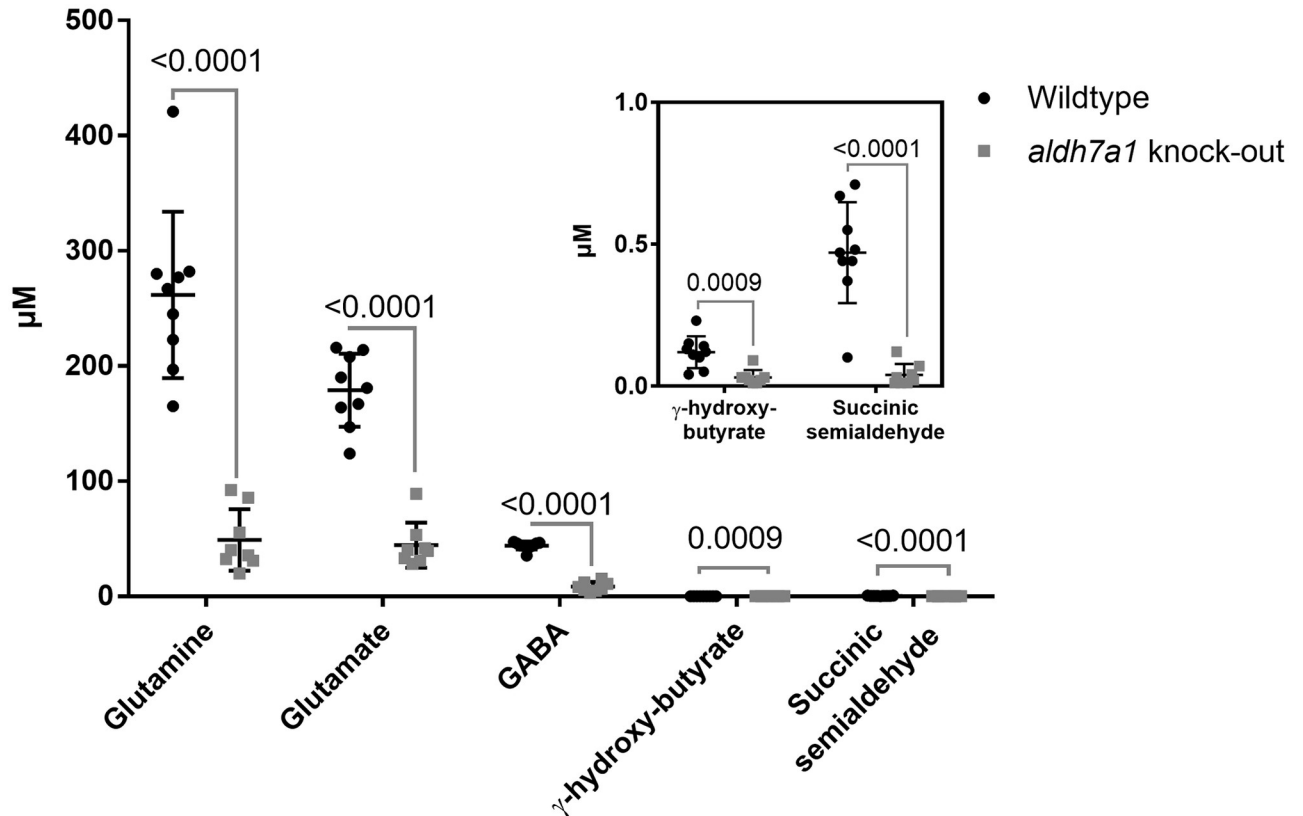 500
400
300
200
100
0
µM
<0.0001
<0.0001
<0.0001
0.0009
<0.0001
Glutamine
Glutamate
GABA
γ-hydroxy-butyrate
Succinic
semialdehyde
1.0
0.5
0.0
µM
0.0009
<0.0001
γ-hydroxy-
butyrate
Succinic
semialdehyde
Wildtype
aldh7a1 knock-out